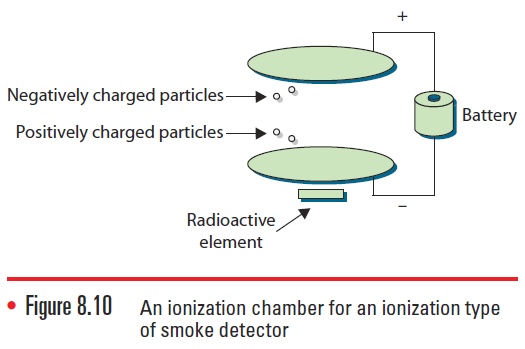 +
Negatively charged particles
Battery
Positively charged particles
Radioactive
element
–
• Figure 8.10 An ionization chamber for an ionization type
of smoke detector